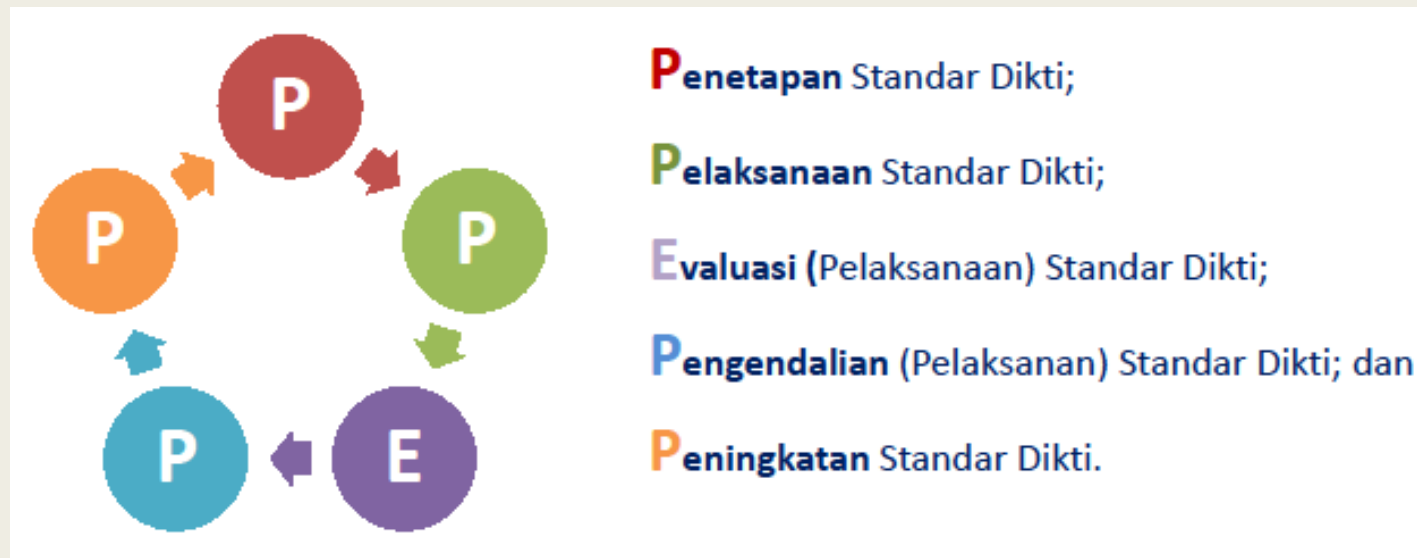 P
P
P
P
E
Penetapan Standar Dikti;
Pelaksanaan Standar Dikti;
Evaluasi (Pelaksanaan) Standar Dikti;
Pengendalian (Pelaksanan) Standar Dikti; dan
Peningkatan Standar Dikti.